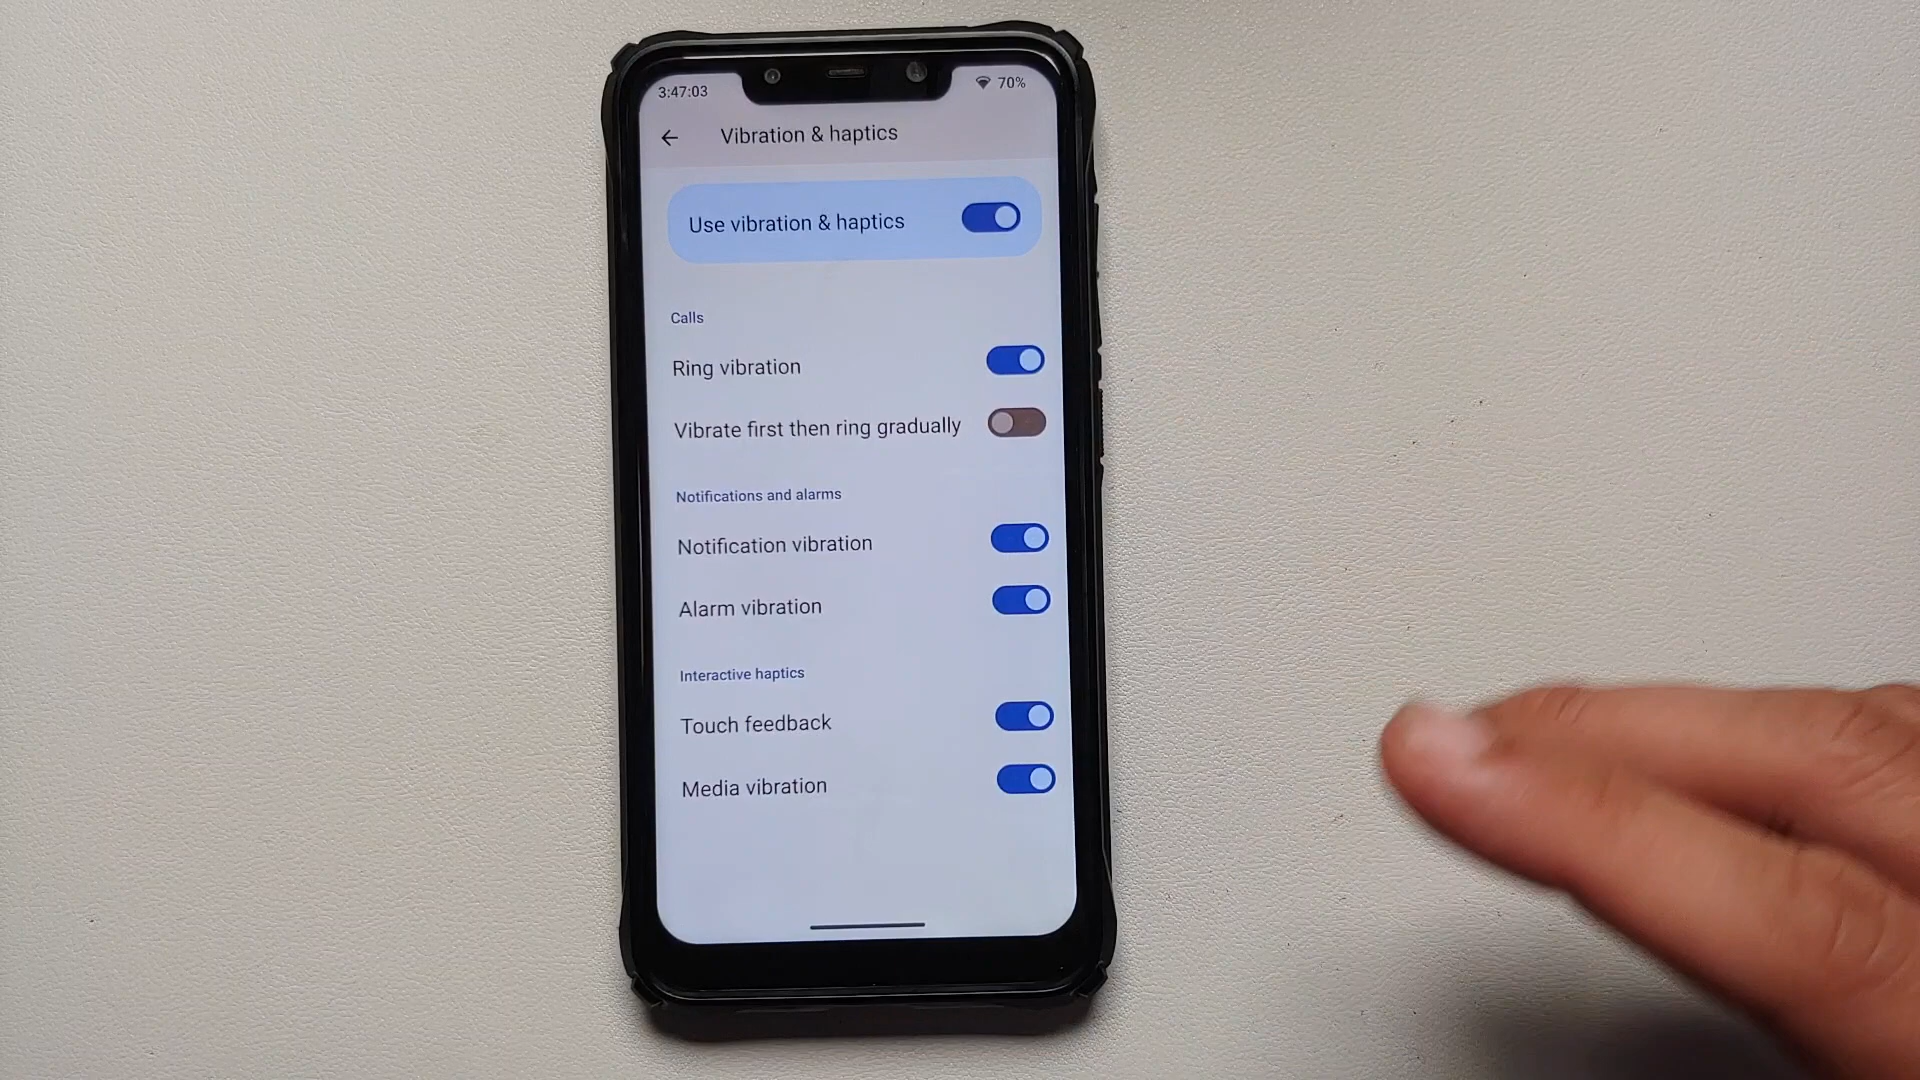 3:47:03
70%
Vibration & haptics
Use vibration & haptics
Calls
Ring vibration
Vibrate first then ring gradually
Notifications and alarms
Notification vibration
Alarm vibration
Interactive haptics
Touch feedback
Media vibration